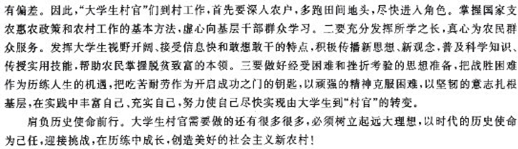 有偏差。因此,“大学生村官”们到村工作,首先要深入农户,多跑田间地头,尽快进入角色。掌握国家支
农惠农政策和农村工作的基本方法,虚心向基层干部群众学习。二要充分发挥所学之长,真心为农民群
众服务。发挥大学生视野开阔、接受信息快和敢想敢干的特点,积极传播新思想、新观念,普及科学知识、
传授实用技能,帮助农民掌握脱贫致富的本领。三要做好经受困难和挫折考验的思想准备,把战胜困难
作为历练人生的机遇,把吃苦耐劳作为开启成功之门的钥匙,以顽强的精神克服困难,以坚韧的意志扎根
基层,在实践中丰富自己、充实自己,努力使自己尽快实现由大学生到“村官”的转变。
肩负历史使命前行。大学生村官需要做的还有很多很多,必须树立起远大理想,以时代的历史使命
为己任,迎接挑战,在历练中成长,创造美好的社会主义新农村!